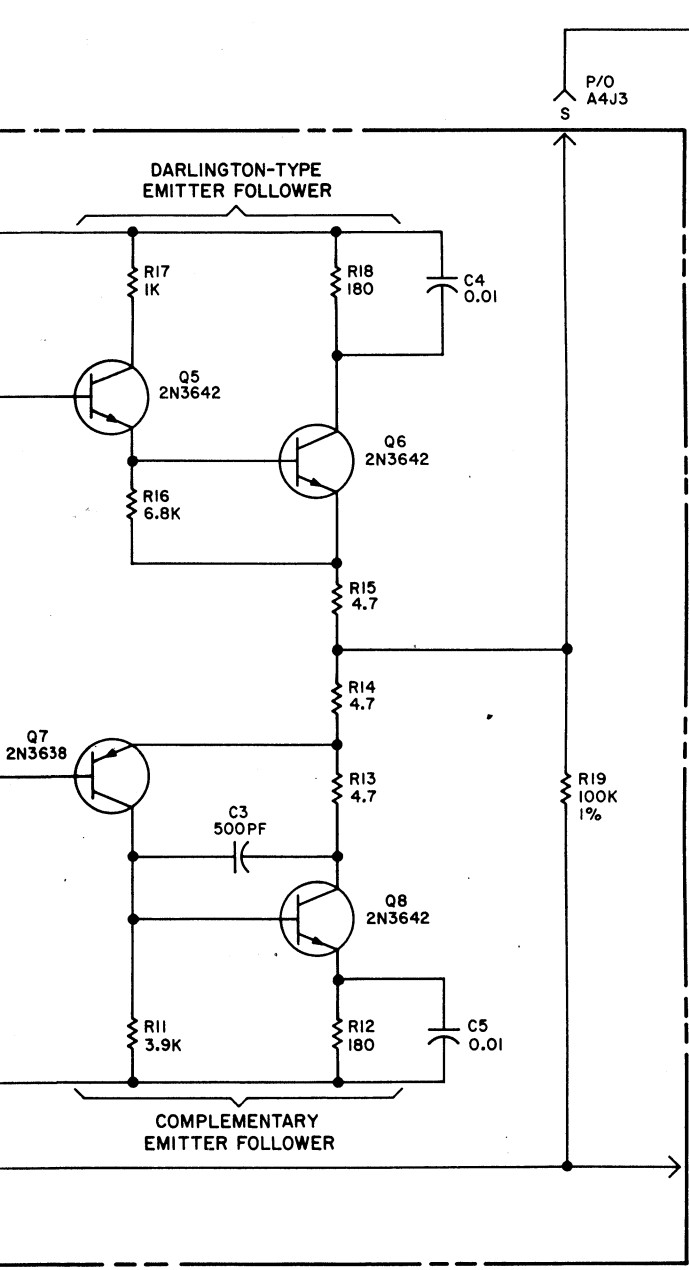 P/O
A4J3
S
DARLINGTON-TYPE
EMITTER FOLLOWER
R17
1K
R18
180
C4
0.01
Q5
2N3642
Q6
2N3642
R16
6.8K
R15
4.7
R14
4.7
Q7
2N3638
R13
4.7
R19
100K
1%
C3
500PF
Q8
2N3642
R11
3.9K
R12
180
C5
0.01
COMPLEMENTARY
EMITTER FOLLOWER